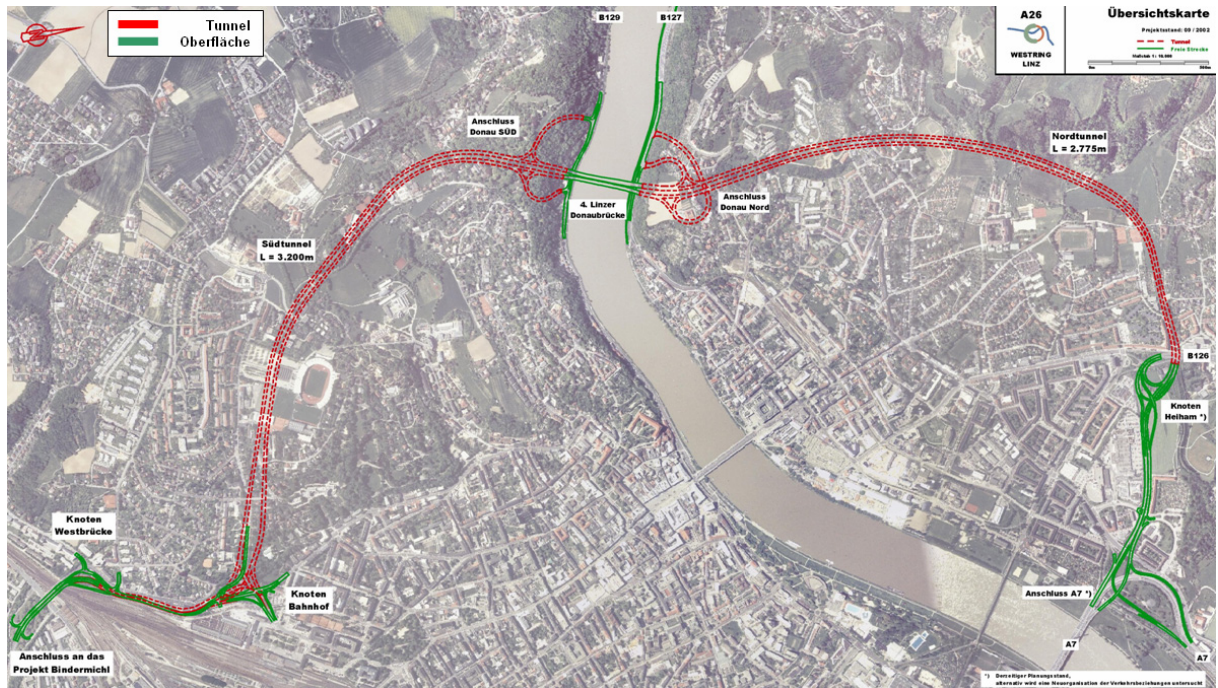 Tunnel
Oberfläche
B129
B127
A26
WESTRING
LINZ
Übersichtskarte
Projektstand: 09 / 2002
Tunnel
Freie Strecke
Anschluss
Donau SÜD
Nordtunnel
L = 2.775m
Anschluss
Donau Nord
4. Linzer
Donaubrücke
Südtunnel
L = 3.200m
B126
Knoten
Heiham *)
Knoten
Westbrücke
Knoten
Bahnhof
Anschluss A7 *)
Anschluss an das
Projekt Bindermichl
A7
A7
*) Derzeitiger Planungsstand,
alternativ wird eine Neuorganisation der Verkehrsbeziehungen untersucht